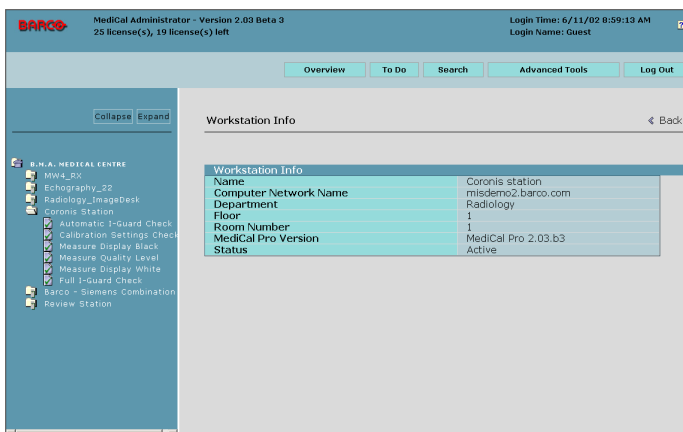 BARCO
MediCal Administrator - Version 2.03 Beta 3
25 license(s), 19 license(s) left
Login Time: 6/11/02 8:59:13 AM
Login Name: Guest
?
Overview To Do Search Advanced Tools Log Out
Collapse Expand
Workstation Info
Back
B.H.A. MEDICAL CENTRE
MW4_RX
Echography_22
Radiology_ImageDesk
Coronis Station
Automatic I-Guard Check
Calibration Settings Check
Measure Display Black
Measure Quality Level
Measure Display White
Full I-Guard Check
Barco - Siemens Combination
Review Station
Workstation Info
Name Coronis station
Computer Network Name misdemo2.barco.com
Department Radiology
Floor 1
Room Number 1
MediCal Pro Version MediCal Pro 2.03.b3
Status Active